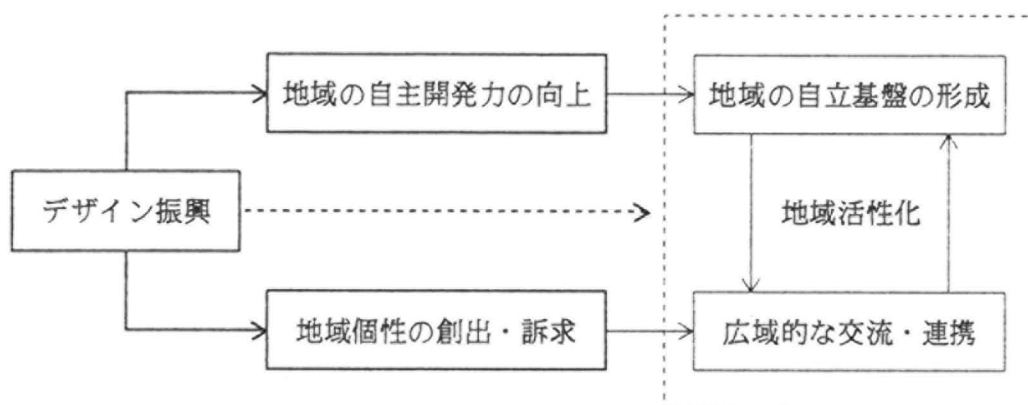 地域の自主開発力の向上
地域の自立基盤の形成
デザイン振興
地域活性化
地域個性の創出・訴求
広域的な交流・連携